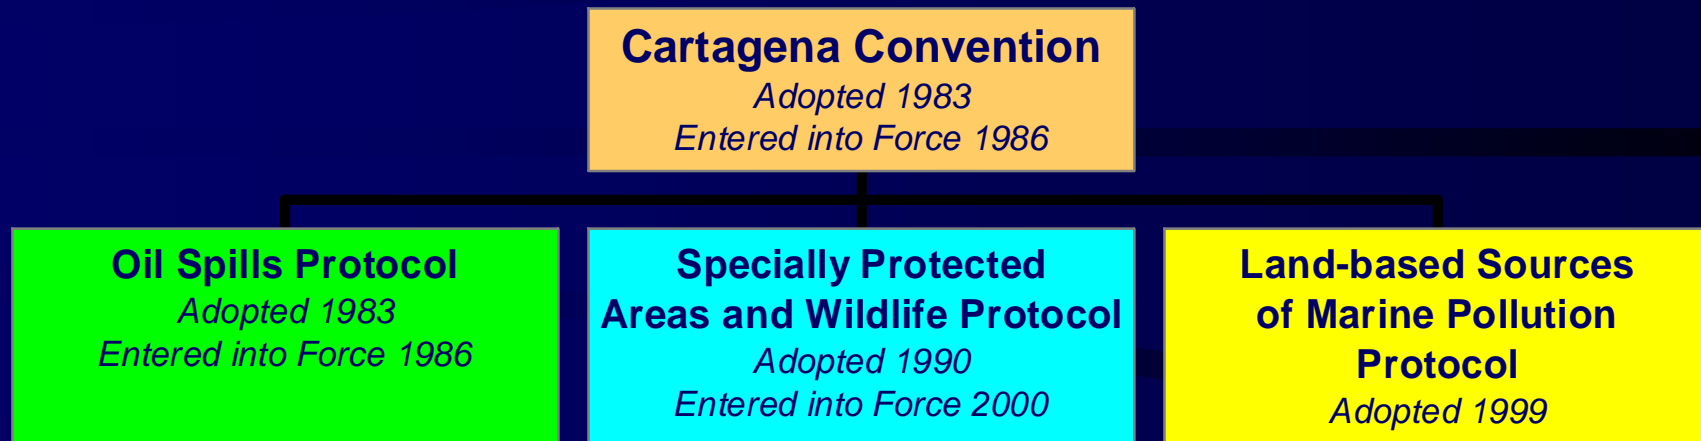 Cartagena Convention
Adopted 1983
Entered into Force 1986
Oil Spills Protocol
Adopted 1983
Entered into Force 1986
Specially Protected
Areas and Wildlife Protocol
Adopted 1990
Entered into Force 2000
Land-based Sources
of Marine Pollution
Protocol
Adopted 1999